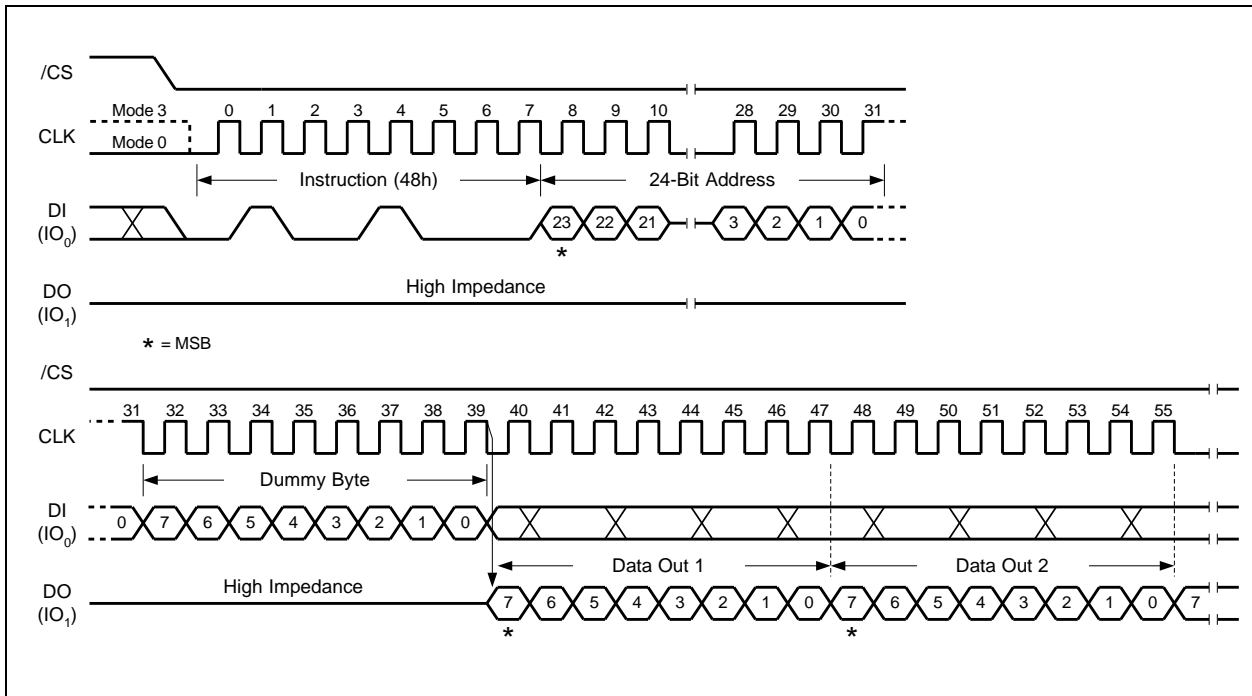 /CS
Mode 3
0 1 2 3 4 5 6 7 8 9 10 28 29 30 31
CLK
Mode 0
Instruction (48h) 24-Bit Address
DI
(IO0)
23 22 21 3 2 1 0
*
High Impedance
DO
(IO1)
* = MSB
/CS
31 32 33 34 35 36 37 38 39 40 41 42 43 44 45 46 47 48 49 50 51 52 53 54 55
CLK
Dummy Byte
DI
(IO0)
0 7 6 5 4 3 2 1 0
Data Out 1 Data Out 2
High Impedance
DO
(IO1)
7 6 5 4 3 2 1 0 7 6 5 4 3 2 1 0 7
* *